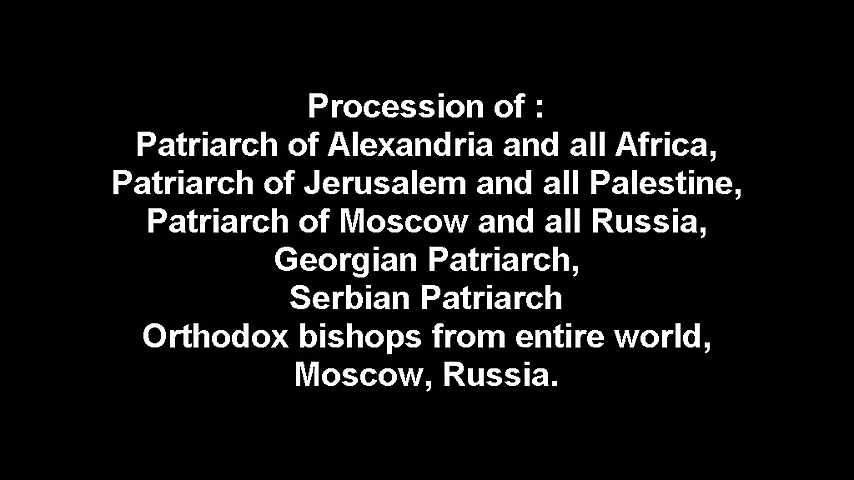 Procession of :
Patriarch of Alexandria and all Africa,
Patriarch of Jerusalem and all Palestine,
Patriarch of Moscow and all Russia,
Georgian Patriarch,
Serbian Patriarch
Orthodox bishops from entire world,
Moscow, Russia.